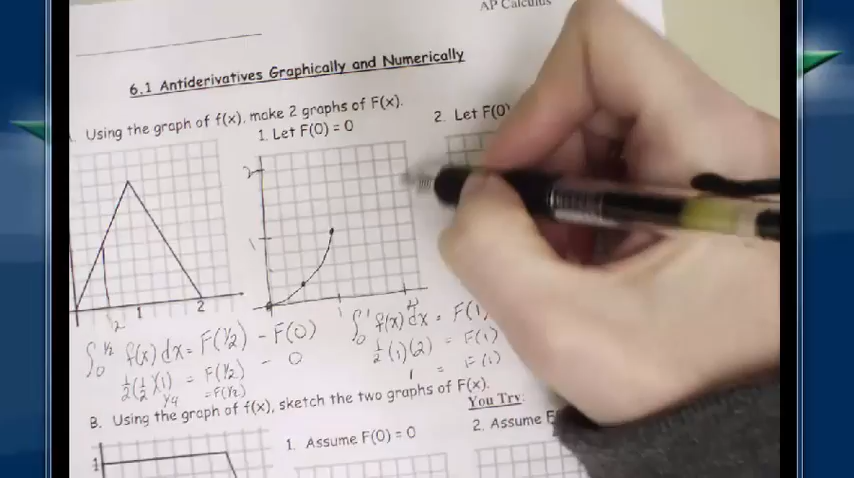 AP Calculus
6.1 Antiderivatives Graphically and Numerically
Using the graph of f(x), make 2 graphs of F(x).
1. Let F(0) = 0
2. Let F(0)
2
1
1
2
1/2
1
2
∫₀^½ f(x) dx = F(1/2) - F(0)
½(½)(1) = F(1/2) - 0
1/4 = F(1/2)
∫₀¹ f(x) dx = F(1)
½(1)(2) = F(1)
1 = F(1)
B. Using the graph of f(x), sketch the two graphs of F(x).
You Try:
1. Assume F(0) = 0
2. Assume F
1